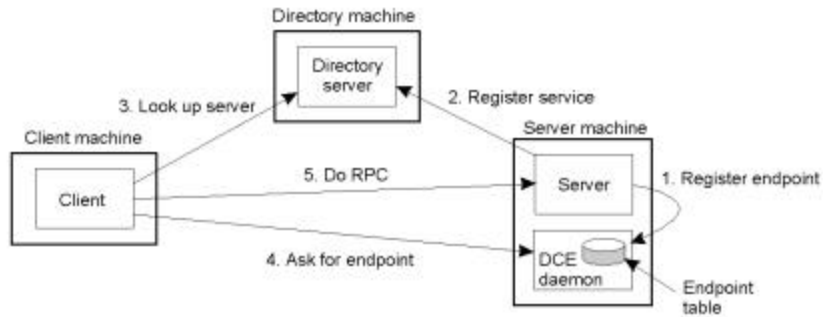 Directory machine
Directory
server
3. Look up server
2. Register service
Client machine
Server machine
5. Do RPC
1. Register endpoint
Client
Server
4. Ask for endpoint
DCE
daemon
Endpoint
table